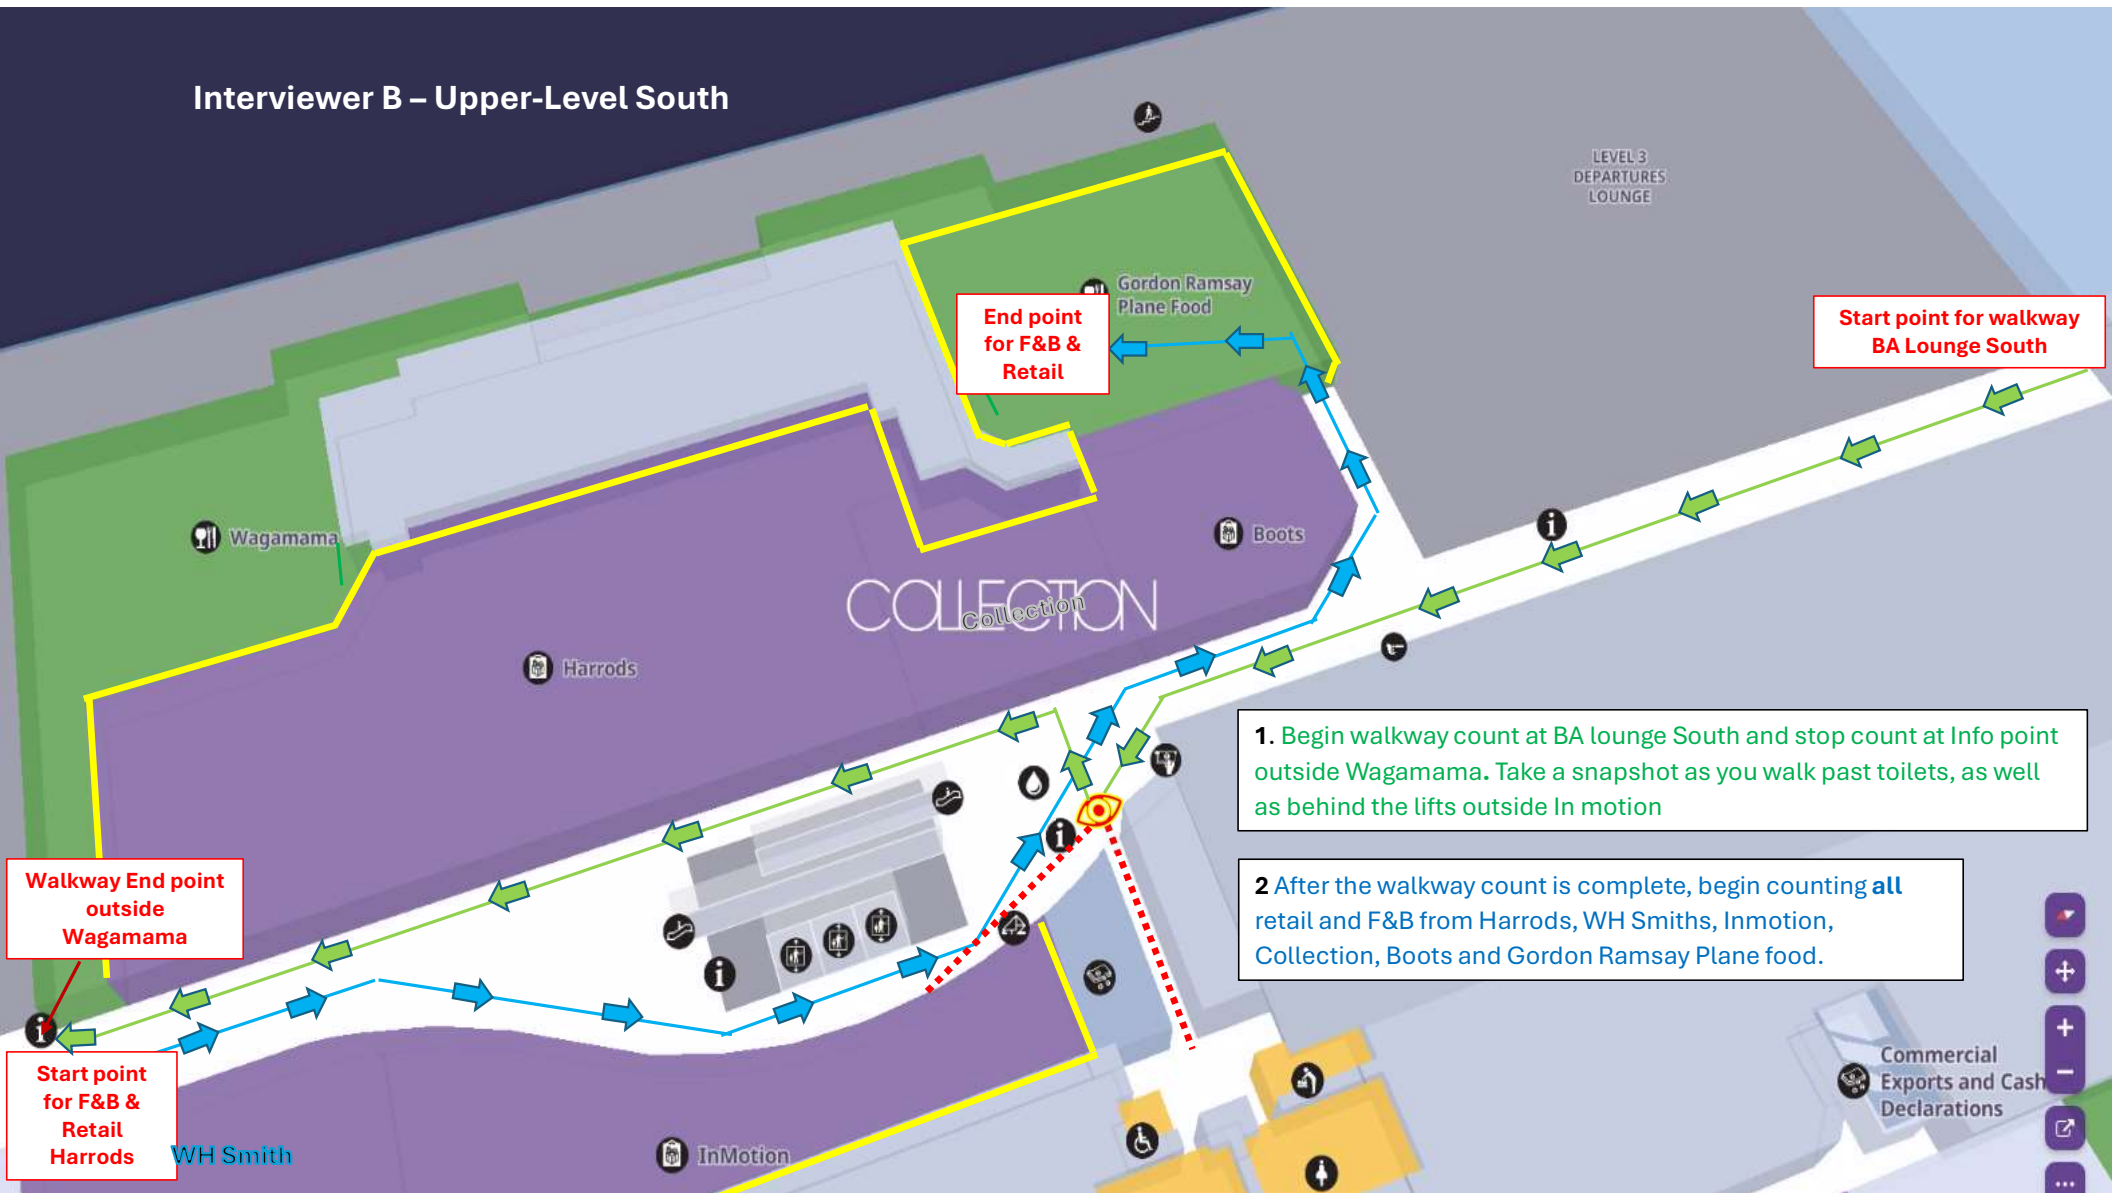 Interviewer B – Upper-Level South
LEVEL 3
DEPARTURES
LOUNGE
Gordon Ramsay
Plane Food
End point
for F&B &
Retail
Start point for walkway
BA Lounge South
Wagamama
Boots
COLLECTION
Collection
Harrods
1. Begin walkway count at BA lounge South and stop count at Info point
outside Wagamama. Take a snapshot as you walk past toilets, as well
as behind the lifts outside In motion
2 After the walkway count is complete, begin counting all
retail and F&B from Harrods, WH Smiths, Inmotion,
Collection, Boots and Gordon Ramsay Plane food.
Walkway End point
outside
Wagamama
Start point
for F&B &
Retail
Harrods
WH Smith
InMotion
Commercial
Exports and Cash
Declarations